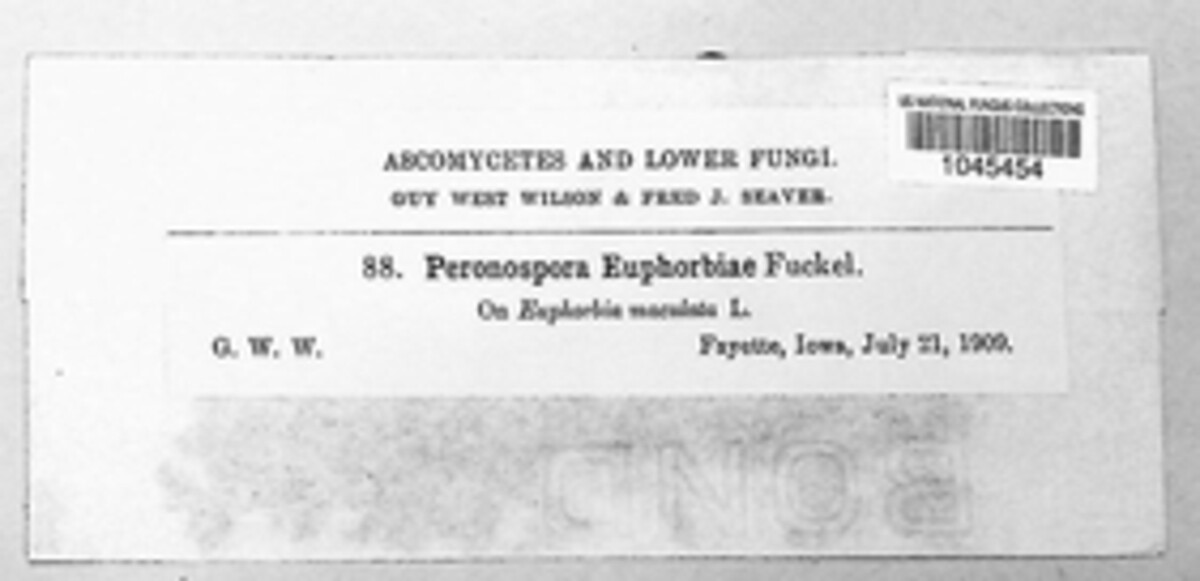 US NATIONAL FUNGUS COLLECTIONS
1045454
ASCOMYCETES AND LOWER FUNGI.
GUY WEST WILSON & FRED J. SEAVER.
88. Peronospora Euphorbiae Fuckel.
On Euphorbia maculata L.
G. W. W. Fayette, Iowa, July 21, 1909.
BOND